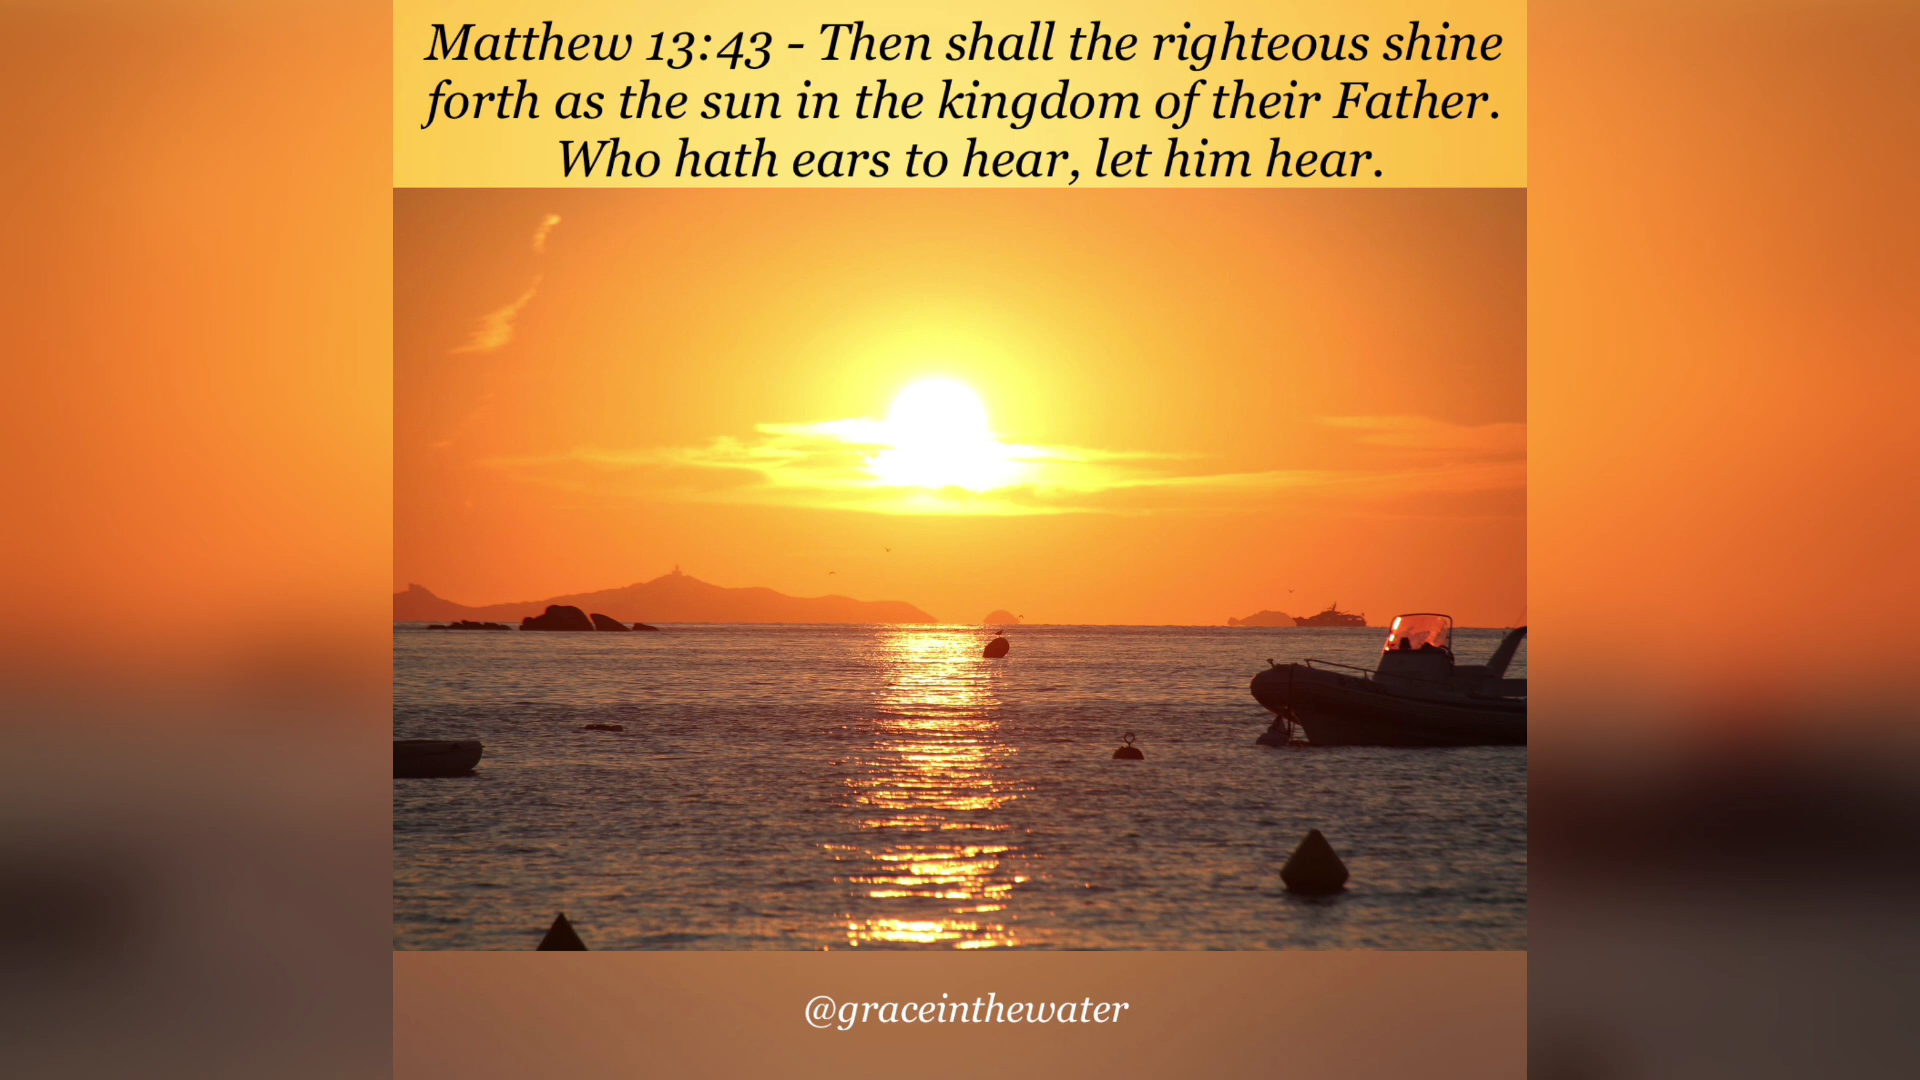 Matthew 13:43 - Then shall the righteous shine
forth as the sun in the kingdom of their Father.
Who hath ears to hear, let him hear.
@graceinthewater